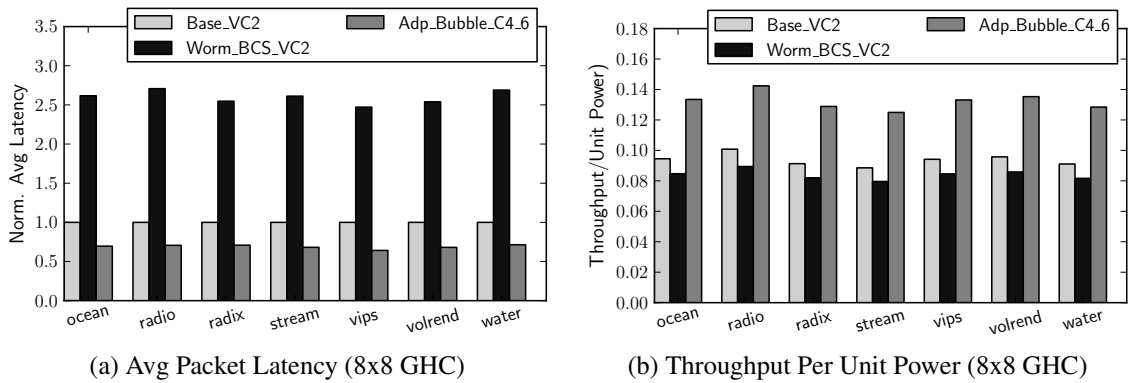 3.5
3.0
2.5
2.0
1.5
1.0
0.5
0.0
Norm. Avg Latency
Base_VC2
Worm_BCS_VC2
Adp_Bubble_C4_6
ocean
radio
radix
stream
vips
volrend
water
(a) Avg Packet Latency (8x8 GHC)
0.18
0.16
0.14
0.12
0.10
0.08
0.06
0.04
0.02
0.00
Throughput/Unit Power)
Base_VC2
Worm_BCS_VC2
Adp_Bubble_C4_6
ocean
radio
radix
stream
vips
volrend
water
(b) Throughput Per Unit Power (8x8 GHC)